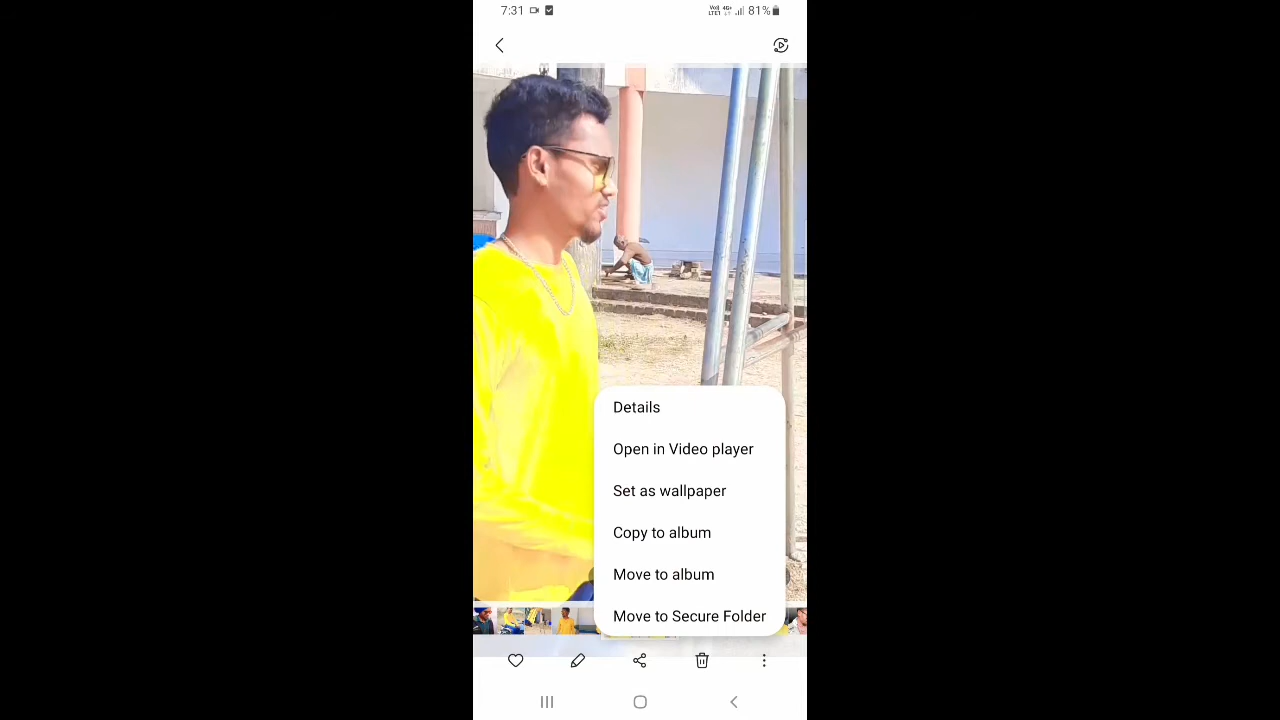 7:31 81%
Details
Open in Video player
Set as wallpaper
Copy to album
Move to album
Move to Secure Folder